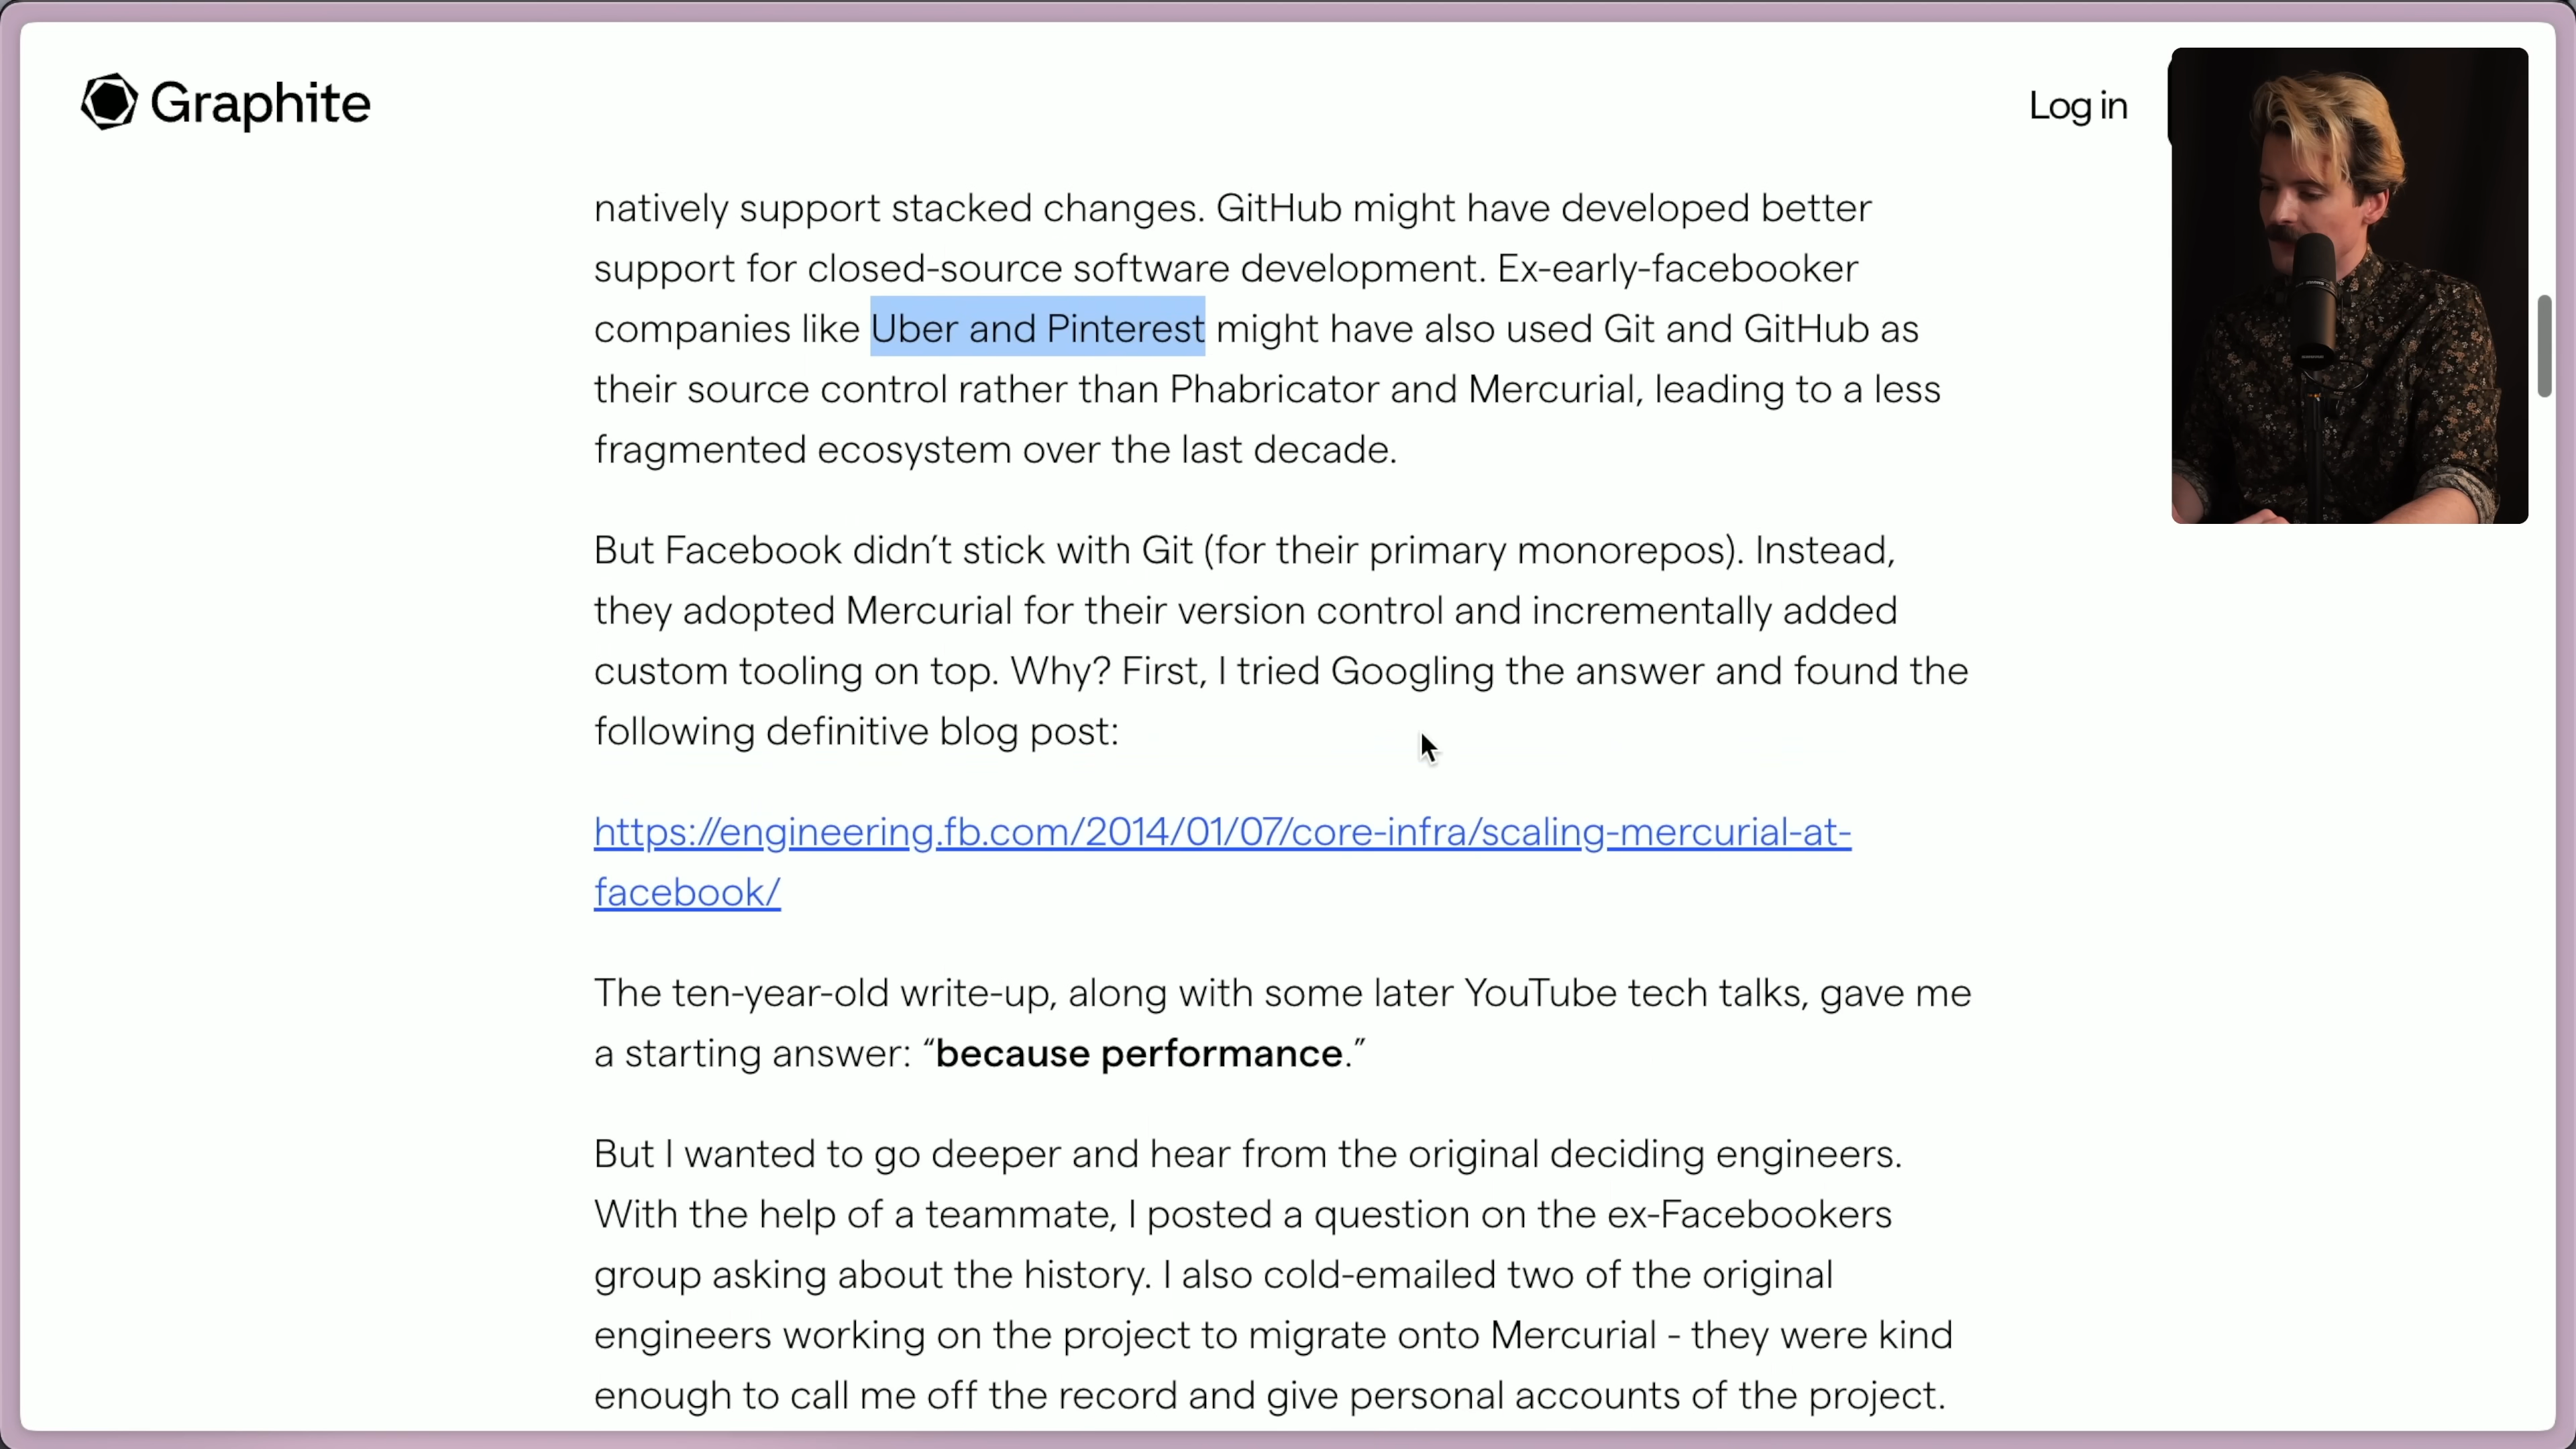 Graphite
Log in
natively support stacked changes. GitHub might have developed better
support for closed-source software development. Ex-early-facebooker
companies like Uber and Pinterest might have also used Git and GitHub as
their source control rather than Phabricator and Mercurial, leading to a less
fragmented ecosystem over the last decade.
But Facebook didn’t stick with Git (for their primary monorepos). Instead,
they adopted Mercurial for their version control and incrementally added
custom tooling on top. Why? First, I tried Googling the answer and found the
following definitive blog post:
https://engineering.fb.com/2014/01/07/core-infra/scaling-mercurial-at-
facebook/
The ten-year-old write-up, along with some later YouTube tech talks, gave me
a starting answer: “because performance.”
But I wanted to go deeper and hear from the original deciding engineers.
With the help of a teammate, I posted a question on the ex-Facebookers
group asking about the history. I also cold-emailed two of the original
engineers working on the project to migrate onto Mercurial - they were kind
enough to call me off the record and give personal accounts of the project.